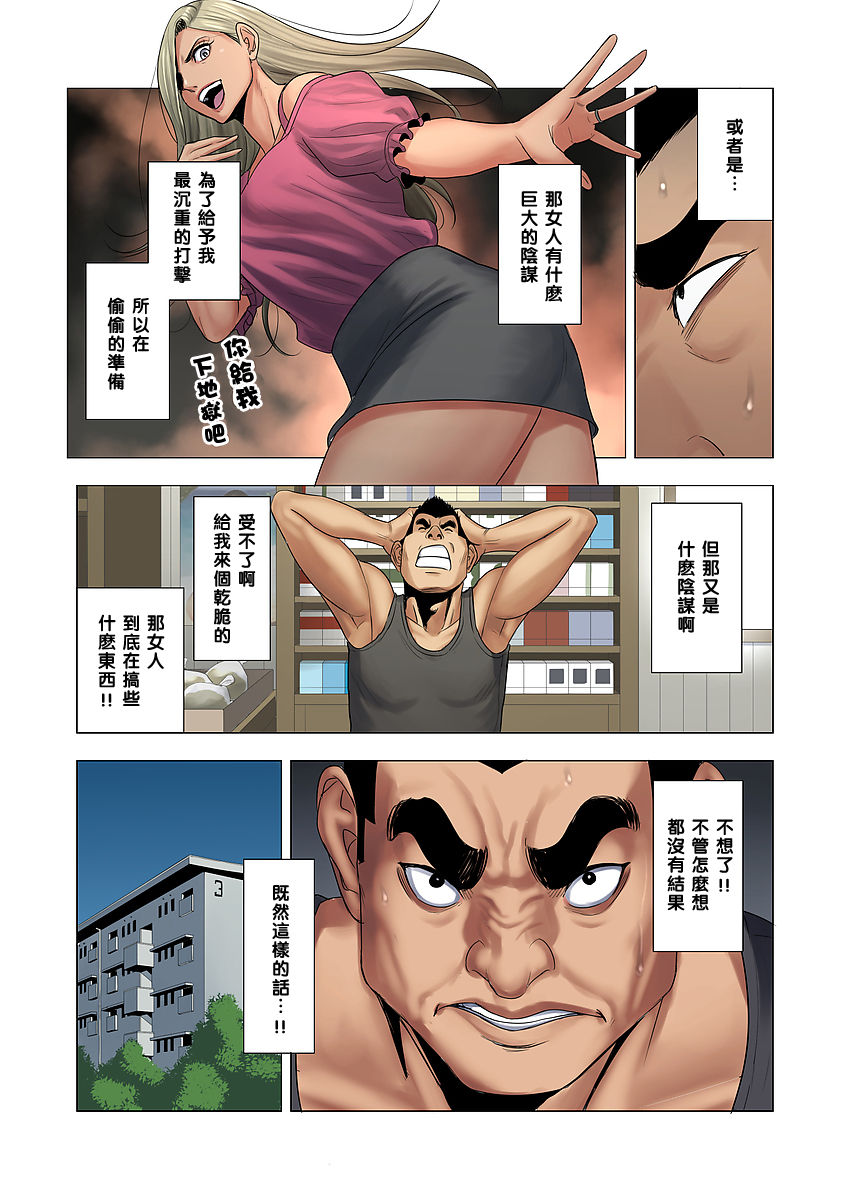 或者是…
那女人有什麽
巨大的陰謀
為了給予我
最沉重的打擊
所以在
偷偷的準備
你給我
下地獄吧
但那又是
什麽陰謀啊
受不了啊
給我來個乾脆的
那女人
到底在搞些
什麽東西!!
不想了!!
不管怎麼想
都沒有結果
既然這樣的話…!!
3